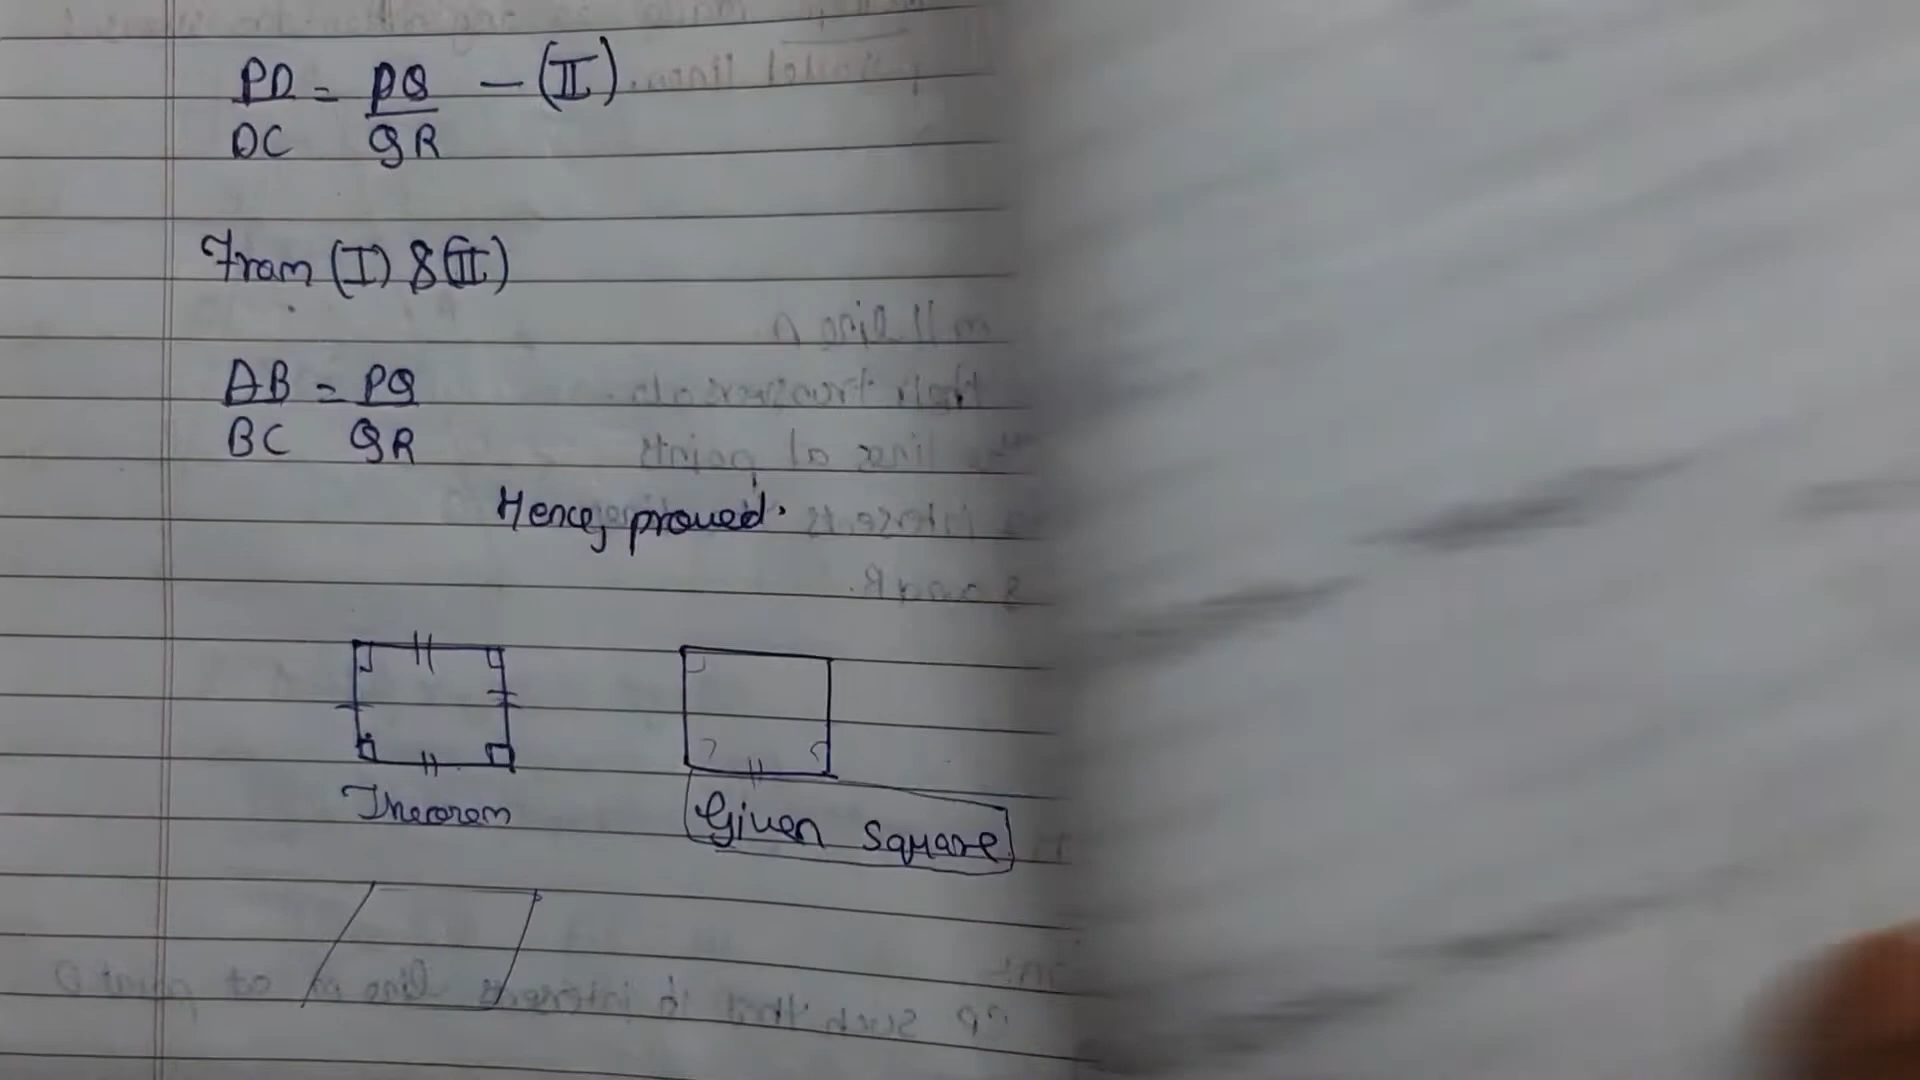 PD = PQ - (II).
DC QR
From (I) & (II)
AB = PQ
BC QR
Hence, proved.
Theorem
Given square